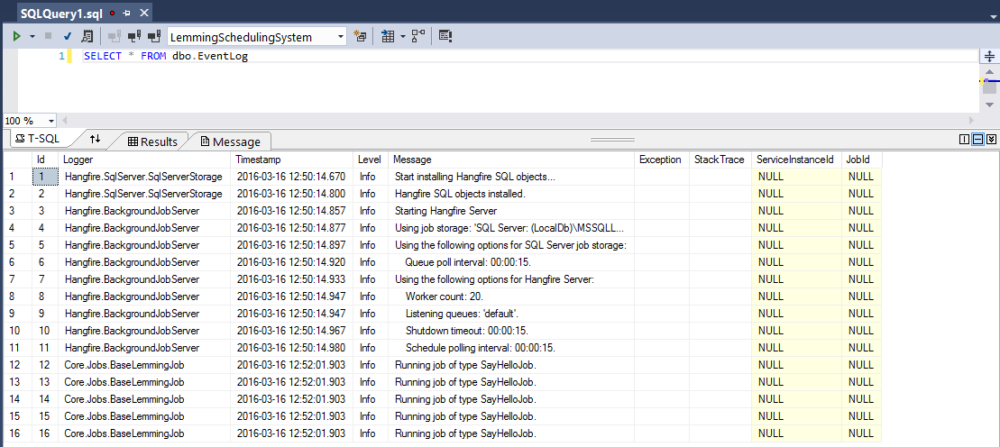 SQLQuery1.sql
LemmingSchedulingSystem
1 SELECT * FROM dbo.EventLog
100 %
T-SQL Results Message
Id Logger Timestamp Level Message Exception StackTrace ServiceInstanceId JobId
1 1 Hangfire.SqlServer.SqlServerStorage 2016-03-16 12:50:14.670 Info Start installing Hangfire SQL objects... NULL NULL
2 2 Hangfire.SqlServer.SqlServerStorage 2016-03-16 12:50:14.800 Info Hangfire SQL objects installed. NULL NULL
3 3 Hangfire.BackgroundJobServer 2016-03-16 12:50:14.857 Info Starting Hangfire Server NULL NULL
4 4 Hangfire.BackgroundJobServer 2016-03-16 12:50:14.877 Info Using job storage: 'SQL Server: (LocalDb)\MSSQLL... NULL NULL
5 5 Hangfire.BackgroundJobServer 2016-03-16 12:50:14.897 Info Using the following options for SQL Server job storage: NULL NULL
6 6 Hangfire.BackgroundJobServer 2016-03-16 12:50:14.920 Info Queue poll interval: 00:00:15. NULL NULL
7 7 Hangfire.BackgroundJobServer 2016-03-16 12:50:14.933 Info Using the following options for Hangfire Server: NULL NULL
8 8 Hangfire.BackgroundJobServer 2016-03-16 12:50:14.947 Info Worker count: 20. NULL NULL
9 9 Hangfire.BackgroundJobServer 2016-03-16 12:50:14.947 Info Listening queues: 'default'. NULL NULL
10 10 Hangfire.BackgroundJobServer 2016-03-16 12:50:14.967 Info Shutdown timeout: 00:00:15. NULL NULL
11 11 Hangfire.BackgroundJobServer 2016-03-16 12:50:14.980 Info Schedule polling interval: 00:00:15. NULL NULL
12 12 Core.Jobs.BaseLemmingJob 2016-03-16 12:52:01.903 Info Running job of type SayHelloJob. NULL NULL
13 13 Core.Jobs.BaseLemmingJob 2016-03-16 12:52:01.903 Info Running job of type SayHelloJob. NULL NULL
14 14 Core.Jobs.BaseLemmingJob 2016-03-16 12:52:01.903 Info Running job of type SayHelloJob. NULL NULL
15 15 Core.Jobs.BaseLemmingJob 2016-03-16 12:52:01.903 Info Running job of type SayHelloJob. NULL NULL
16 16 Core.Jobs.BaseLemmingJob 2016-03-16 12:52:01.903 Info Running job of type SayHelloJob. NULL NULL